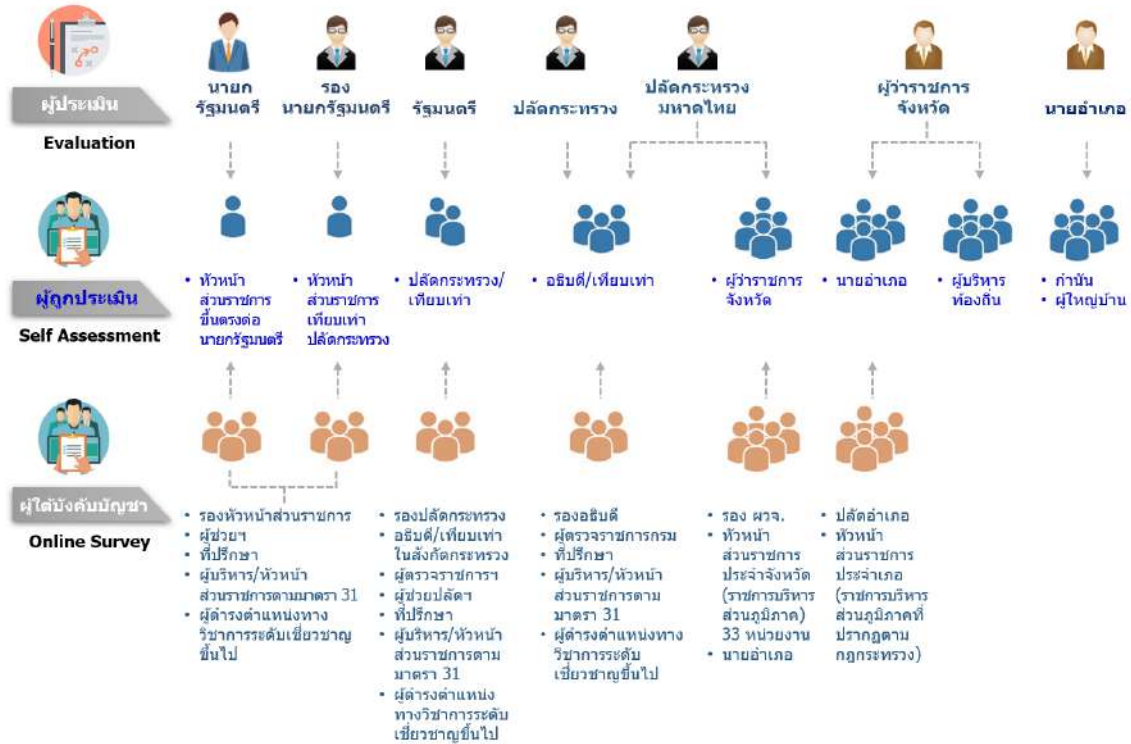 นายก
รัฐมนตรี
รอง
นายกรัฐมนตรี
รัฐมนตรี
ปลัดกระทรวง
ปลัดกระทรวง
มหาดไทย
ผู้ว่าราชการ
จังหวัด
นายอำเภอ
ผู้ประเมิน
Evaluation
ผู้ถูกประเมิน
Self Assessment
• หัวหน้า
ส่วนราชการ
ขึ้นตรงต่อ
นายกรัฐมนตรี
• หัวหน้า
ส่วนราชการ
เทียบเท่า
ปลัดกระทรวง
• ปลัดกระทรวง/
เทียบเท่า
• อธิบดี/เทียบเท่า
• ผู้ว่าราชการ
จังหวัด
• นายอำเภอ
• ผู้บริหาร
ท้องถิ่น
• กำนัน
• ผู้ใหญ่บ้าน
ผู้ใต้บังคับบัญชา
Online Survey
• รองหัวหน้าส่วนราชการ
• ผู้ช่วยฯ
• ที่ปรึกษา
• ผู้บริหาร/หัวหน้า
ส่วนราชการตามมาตรา 31
• ผู้ดำรงตำแหน่งทาง
วิชาการระดับเชี่ยวชาญ
ขึ้นไป
• รองปลัดกระทรวง
• อธิบดี/เทียบเท่า
ในสังกัดกระทรวง
• ผู้ตรวจราชการฯ
• ผู้ช่วยปลัดฯ
• ที่ปรึกษา
• ผู้บริหาร/หัวหน้า
ส่วนราชการตาม
มาตรา 31
• ผู้ดำรงตำแหน่ง
ทางวิชาการระดับ
เชี่ยวชาญขึ้นไป
• รองอธิบดี
• ผู้ตรวจราชการกรม
• ที่ปรึกษา
• ผู้บริหาร/หัวหน้า
ส่วนราชการตาม
มาตรา 31
• ผู้ดำรงตำแหน่งทาง
วิชาการระดับ
เชี่ยวชาญขึ้นไป
• รอง ผวจ.
• หัวหน้า
ส่วนราชการ
ประจำจังหวัด
(ราชการบริหาร
ส่วนภูมิภาค)
33 หน่วยงาน
• นายอำเภอ
• ปลัดอำเภอ
• หัวหน้า
ส่วนราชการ
ประจำเภอ
(ราชการบริหาร
ส่วนภูมิภาคที่
ปรากฏตาม
กฎกระทรวง)